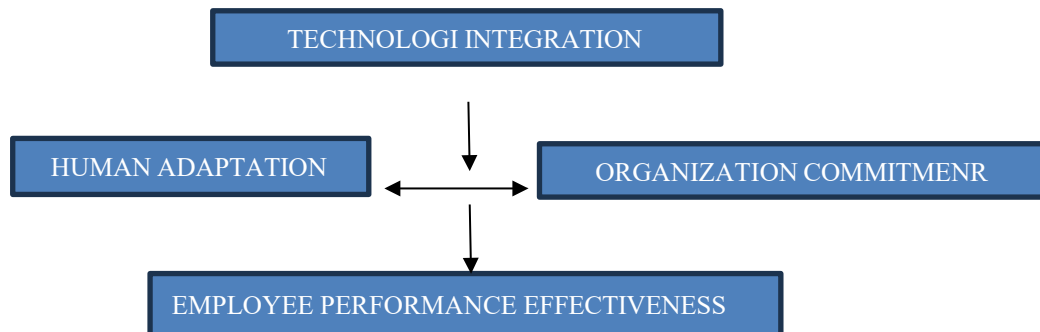 TECHNOLOGI INTEGRATION
HUMAN ADAPTATION
ORGANIZATION COMMITMENR
EMPLOYEE PERFORMANCE EFFECTIVENESS